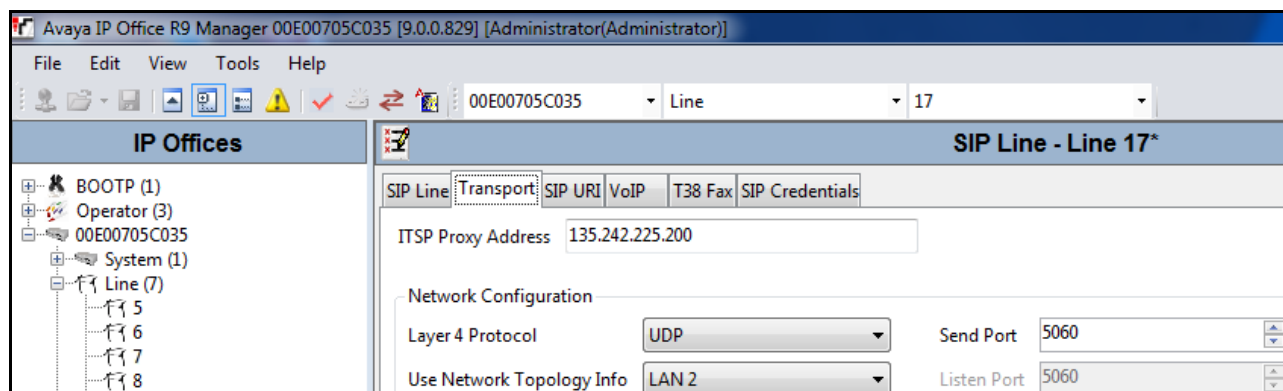 Avaya IP Office R9 Manager 00E00705C035 [9.0.0.829] [Administrator(Administrator)]
File Edit View Tools Help
00E00705C035 Line 17
IP Offices
SIP Line - Line 17*
BOOTP (1)
Operator (3)
00E00705C035
System (1)
Line (7)
5
6
7
8
SIP Line Transport SIP URI VoIP T38 Fax SIP Credentials
ITSP Proxy Address 135.242.225.200
Network Configuration
Layer 4 Protocol UDP Send Port 5060
Use Network Topology Info LAN 2 Listen Port 5060